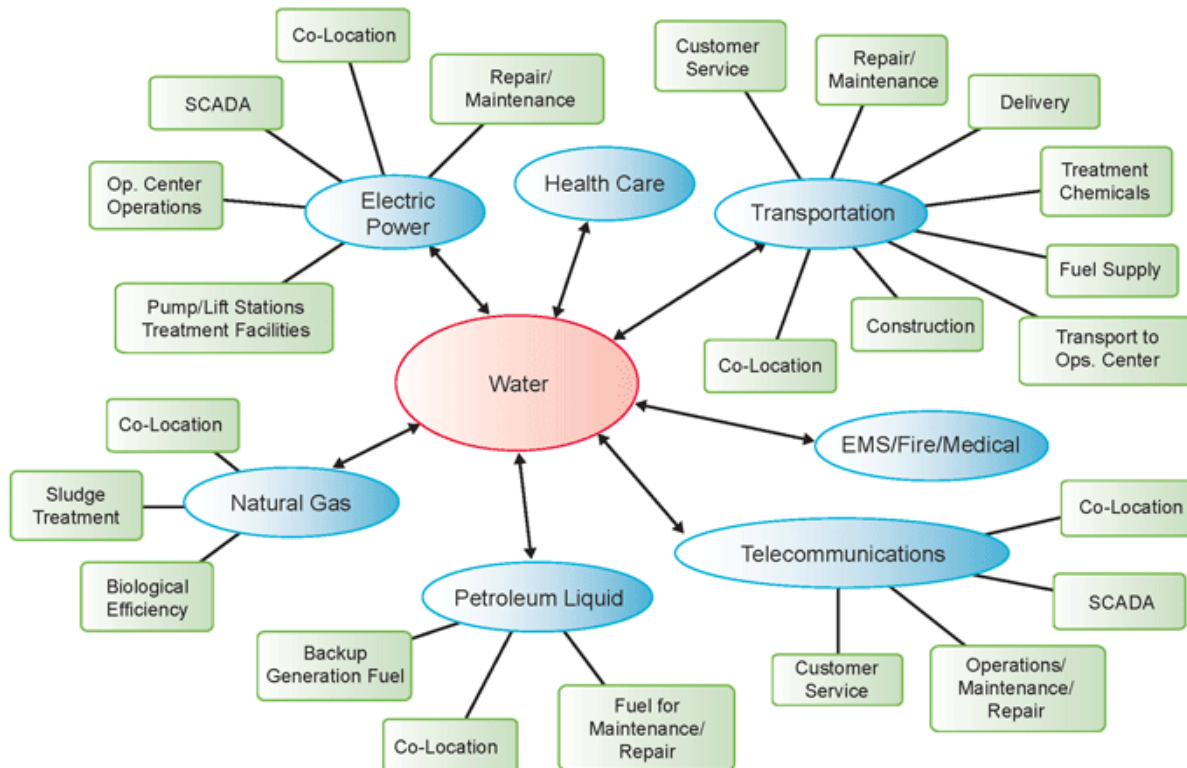 Co-Location
Repair/
Maintenance
SCADA
Op. Center
Operations
Electric
Power
Pump/Lift Stations
Treatment Facilities
Health Care
Customer
Service
Repair/
Maintenance
Delivery
Treatment
Chemicals
Transportation
Fuel Supply
Transport to
Ops. Center
Construction
Co-Location
Water
EMS/Fire/Medical
Co-Location
Sludge
Treatment
Natural Gas
Biological
Efficiency
Petroleum Liquid
Backup
Generation Fuel
Co-Location
Fuel for
Maintenance/
Repair
Telecommunications
Co-Location
SCADA
Customer
Service
Operations/
Maintenance/
Repair